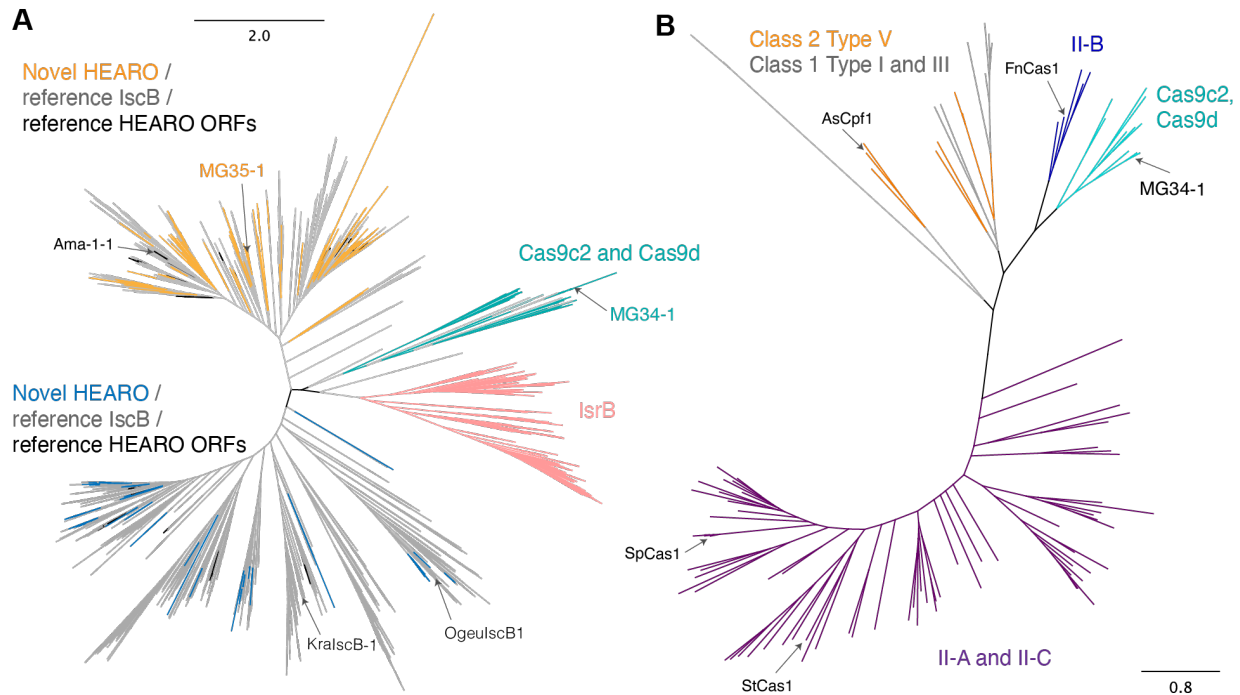 A
2.0
Novel HEARO /
reference IscB /
reference HEARO ORFs
MG35-1
Ama-1-1
Cas9c2 and Cas9d
MG34-1
IsrB
Novel HEARO /
reference IscB /
reference HEARO ORFs
KraIscB-1
OgeuIscB1
B
Class 2 Type V
Class 1 Type I and III
II-B
FnCas1
Cas9c2,
Cas9d
AsCpf1
MG34-1
SpCas1
StCas1
II-A and II-C
0.8